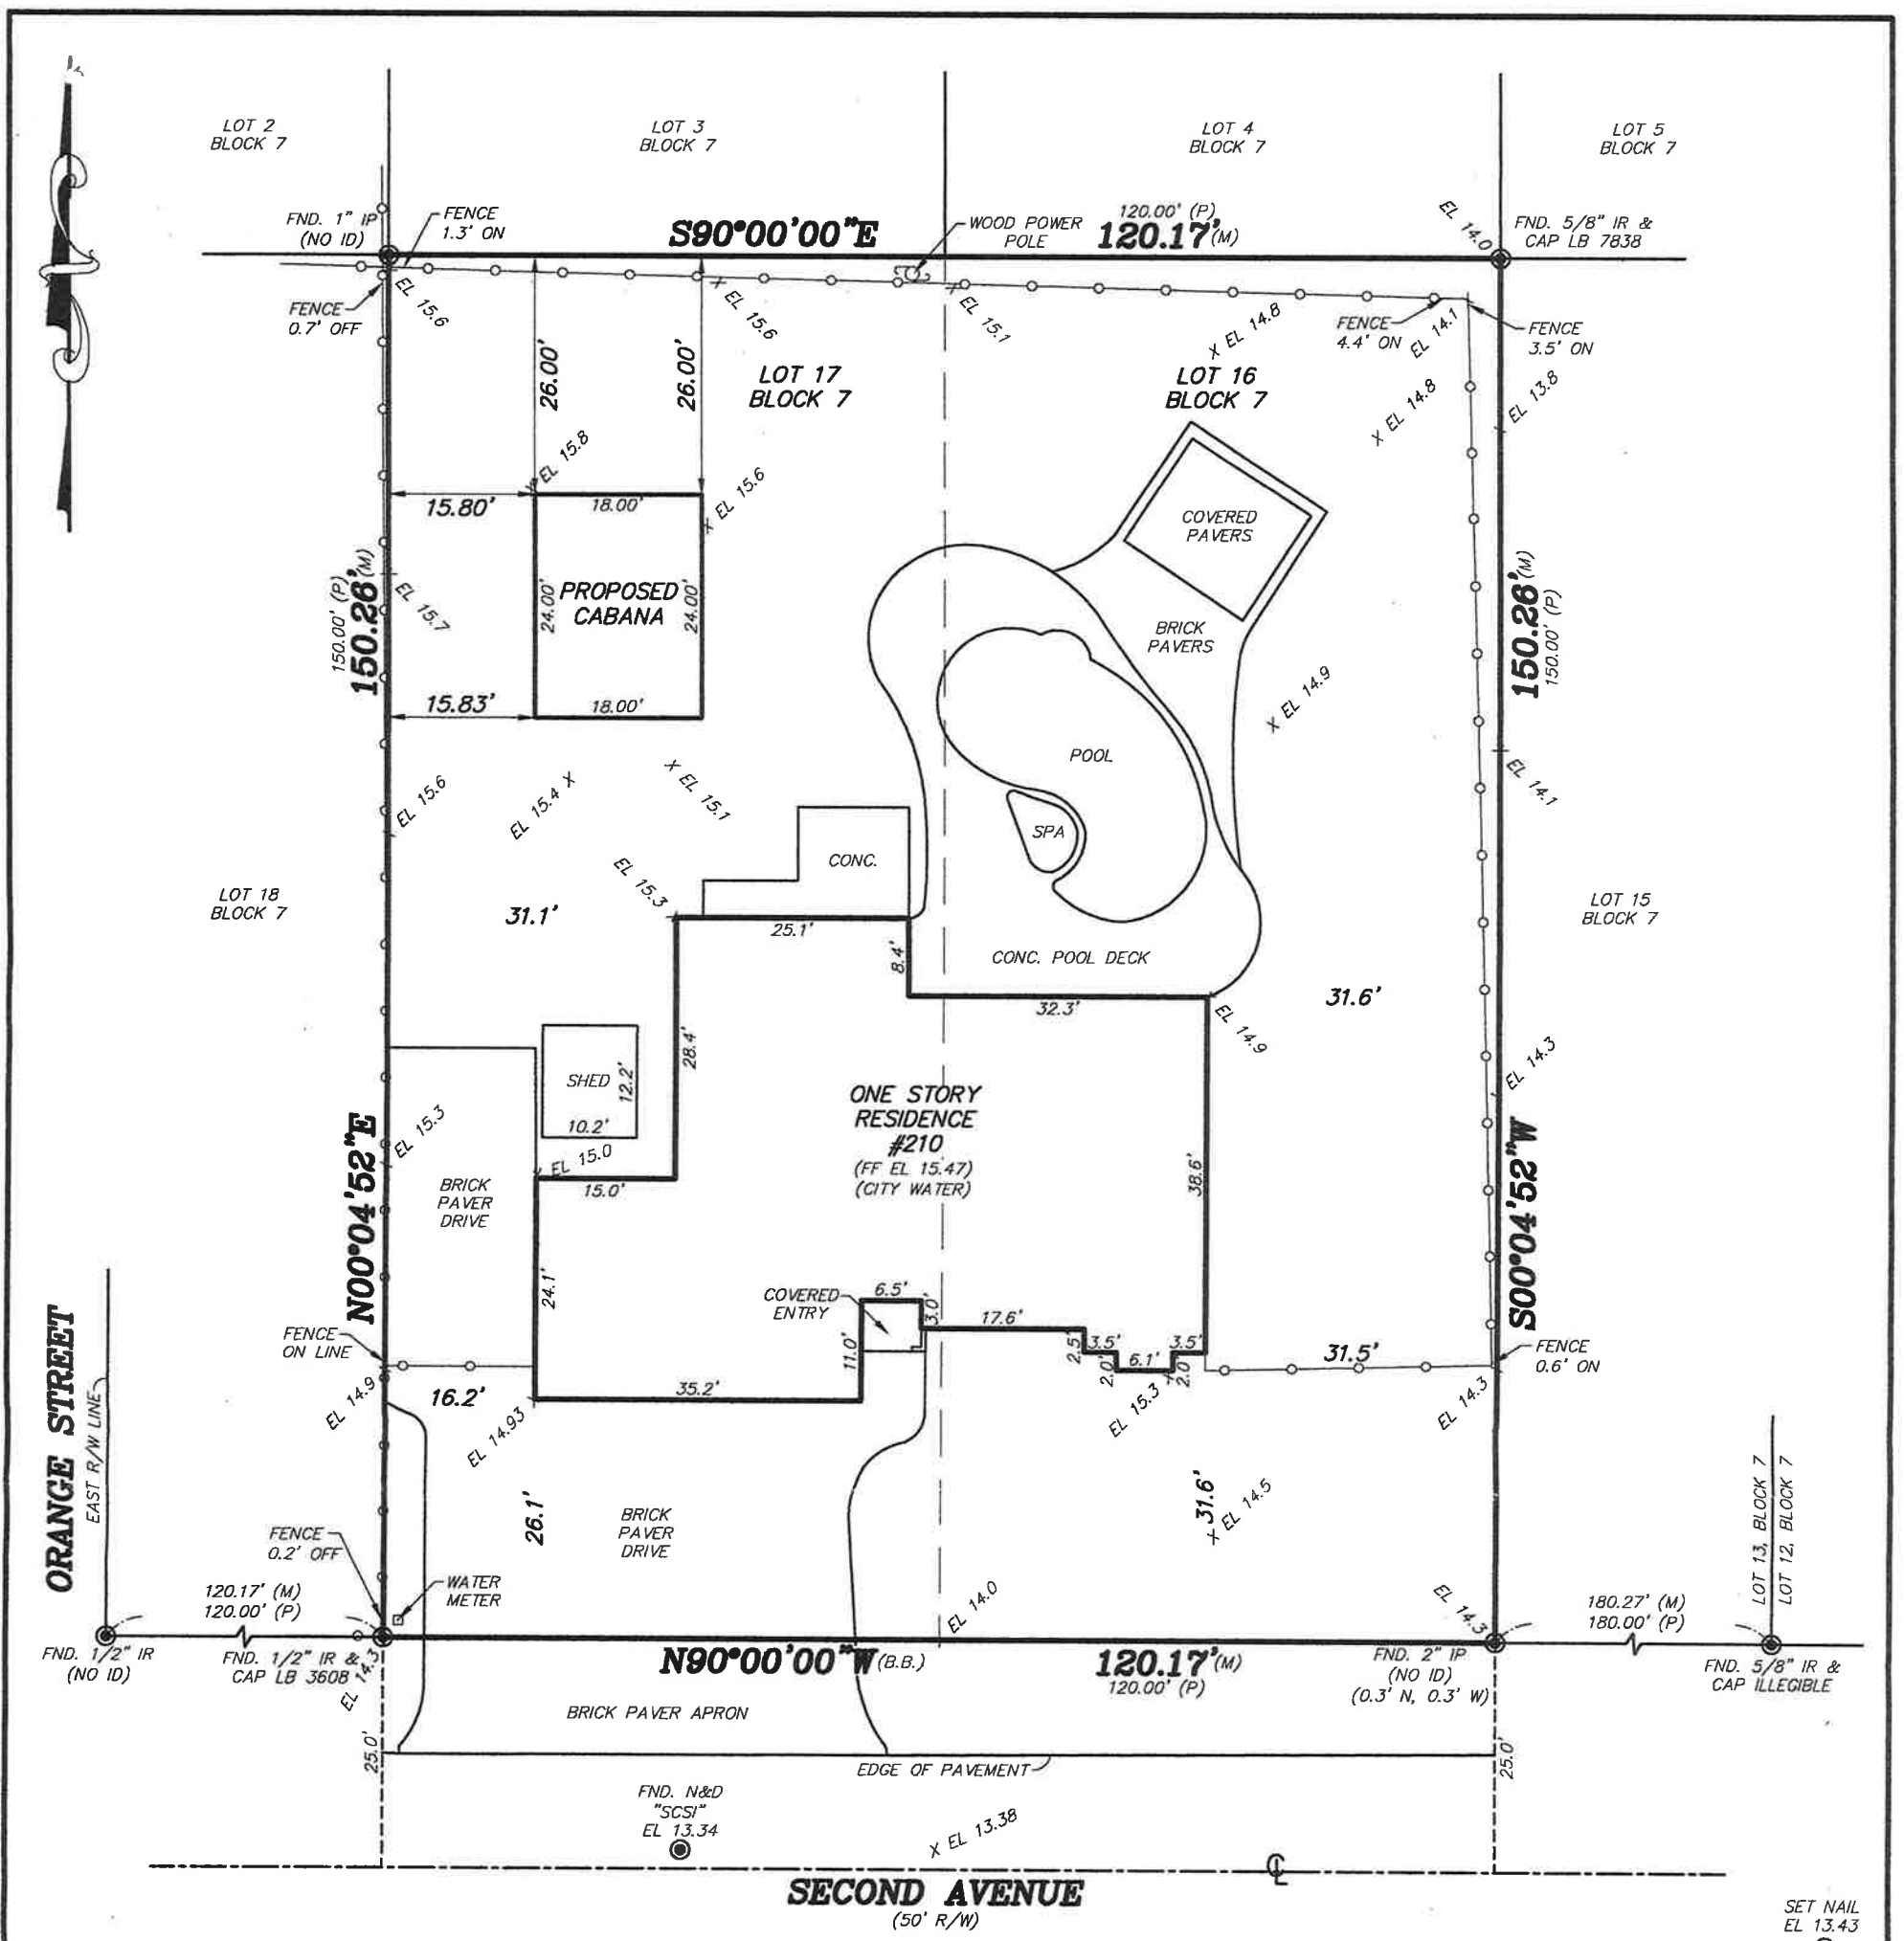 LOT 2
BLOCK 7
LOT 3
BLOCK 7
LOT 4
BLOCK 7
LOT 5
BLOCK 7
FND. 1" IP
(NO ID)
FENCE
1.3' ON
S90°00'00"E
WOOD POWER
POLE
120.00' (P)
120.17'(M)
EL 14.0
FND. 5/8" IR &
CAP LB 7838
FENCE
0.7' OFF
EL 15.6
EL 15.6
EL 15.1
X EL 14.8
FENCE
4.4' ON
EL 14.1
FENCE
3.5' ON
26.00'
26.00'
LOT 17
BLOCK 7
LOT 16
BLOCK 7
X EL 14.8
EL 13.8
EL 15.8
X EL 15.6
15.80'
18.00'
COVERED
PAVERS
150.00' (P)
150.26'(M)
EL 15.7
24.00'
PROPOSED
CABANA
24.00'
BRICK
PAVERS
150.26'(M)
150.00' (P)
15.83'
18.00'
X EL 14.9
POOL
EL 15.6
EL 15.4 X
X EL 15.1
EL 14.1
SPA
CONC.
LOT 18
BLOCK 7
EL 15.3
31.1'
25.1'
8.4'
CONC. POOL DECK
LOT 15
BLOCK 7
32.3'
31.6'
EL 14.9
28.4'
SHED
12.2'
10.2'
EL 14.3
ONE STORY
RESIDENCE
#210
(FF EL 15.47)
(CITY WATER)
N00°04'52"E
EL 15.3
EL 15.0
15.0'
38.6'
S00°04'52"W
BRICK
PAVER
DRIVE
24.1'
COVERED
ENTRY
6.5'
3.0'
17.6'
11.0'
2.5'
3.5'
2.0'
6.1'
2.0'
3.5'
31.5'
FENCE
ON LINE
FENCE
0.6' ON
EL 14.9
16.2'
35.2'
EL 14.93
EL 15.3
EL 14.3
ORANGE STREET
EAST R/W LINE
26.1'
BRICK
PAVER
DRIVE
31.6'
X EL 14.5
LOT 13, BLOCK 7
LOT 12, BLOCK 7
FENCE
0.2' OFF
WATER
METER
120.17' (M)
120.00' (P)
EL 14.0
EL 14.3
180.27' (M)
180.00' (P)
FND. 1/2" IR
(NO ID)
FND. 1/2" IR &
CAP LB 3608
EL 14.3
N90°00'00"W(B.B.)
120.17'(M)
120.00' (P)
FND. 2" IP
(NO ID)
(0.3' N, 0.3' W)
FND. 5/8" IR &
CAP ILLEGIBLE
BRICK PAVER APRON
25.0'
25.0'
EDGE OF PAVEMENT
FND. N&D
"SCSI"
EL 13.34
X EL 13.38
SECOND AVENUE
(50' R/W)
SET NAIL
EL 13.43